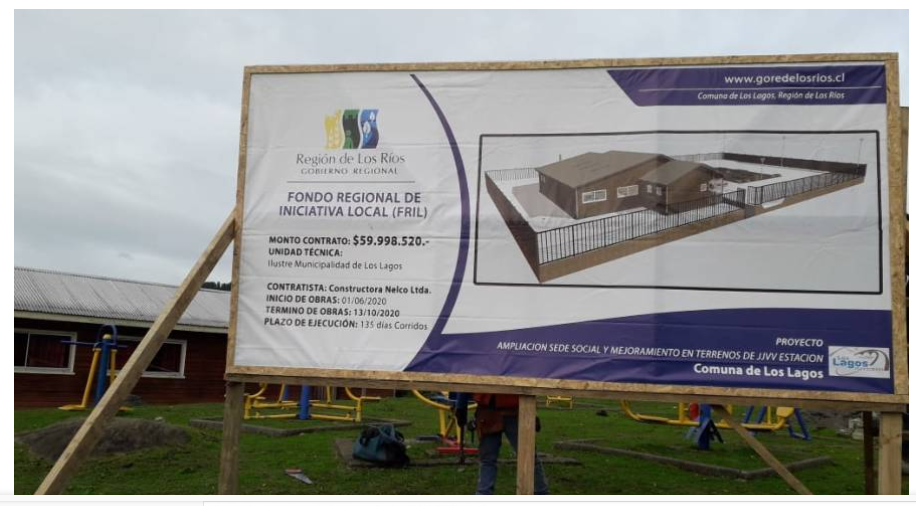 www.goredelosrios.cl
Comuna de Los Lagos, Región de Los Ríos
Región de Los Ríos
GOBIERNO REGIONAL
FONDO REGIONAL DE
INICIATIVA LOCAL (FRIL)
MONTO CONTRATO: $59.998.520.-
UNIDAD TÉCNICA:
Ilustre Municipalidad de Los Lagos
CONTRATISTA: Constructora Nelco Ltda.
INICIO DE OBRAS: 01/06/2020
TERMINO DE OBRAS: 13/10/2020
PLAZO DE EJECUCIÓN: 135 días Corridos
PROYECTO
AMPLIACION SEDE SOCIAL Y MEJORAMIENTO EN TERRENOS DE JJVV ESTACION
Comuna de Los Lagos
Los
Lagos